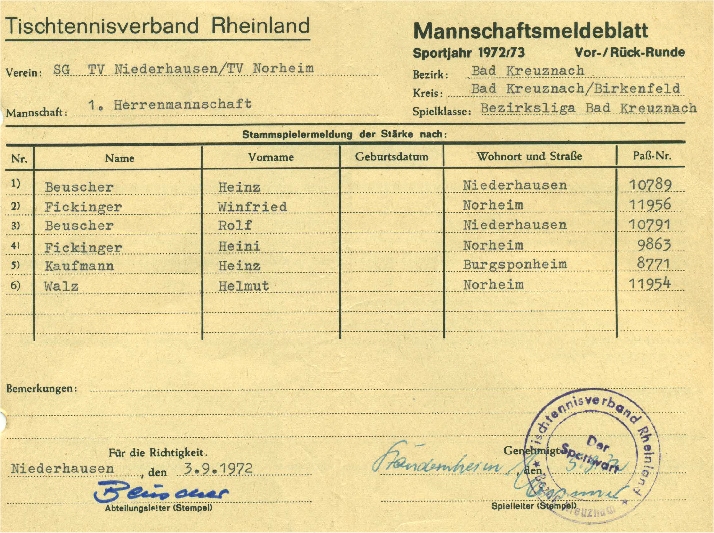 Tischtennisverband Rheinland
Mannschaftsmeldeblatt
Sportjahr 1972/73 Vor-/Rück-Runde
Verein: SG TV Niederhausen/TV Norheim
Bezirk: Bad Kreuznach
Kreis: Bad Kreuznach/Birkenfeld
Mannschaft: 1. Herrenmannschaft
Spielklasse: Bezirksliga Bad Kreuznach
Stammspielermeldung der Stärke nach:
Nr. Name Vorname Geburtsdatum Wohnort und Straße Paß-Nr.
1) Beuscher Heinz Niederhausen 10789
2) Fickinger Winfried Norheim 11956
3) Beuscher Rolf Niederhausen 10791
4) Fickinger Heini Norheim 9863
5) Kaufmann Heinz Burgsponheim 8771
6) Walz Helmut Norheim 11954
Bemerkungen:
Für die Richtigkeit.
Genehmigt
Niederhausen, den 3.9.1972
, den
Beuscher
Abteilungsleiter (Stempel)
Spielleiter (Stempel)
Tischtennisverband Rheinland
Der
Sportwart
Kreuznach